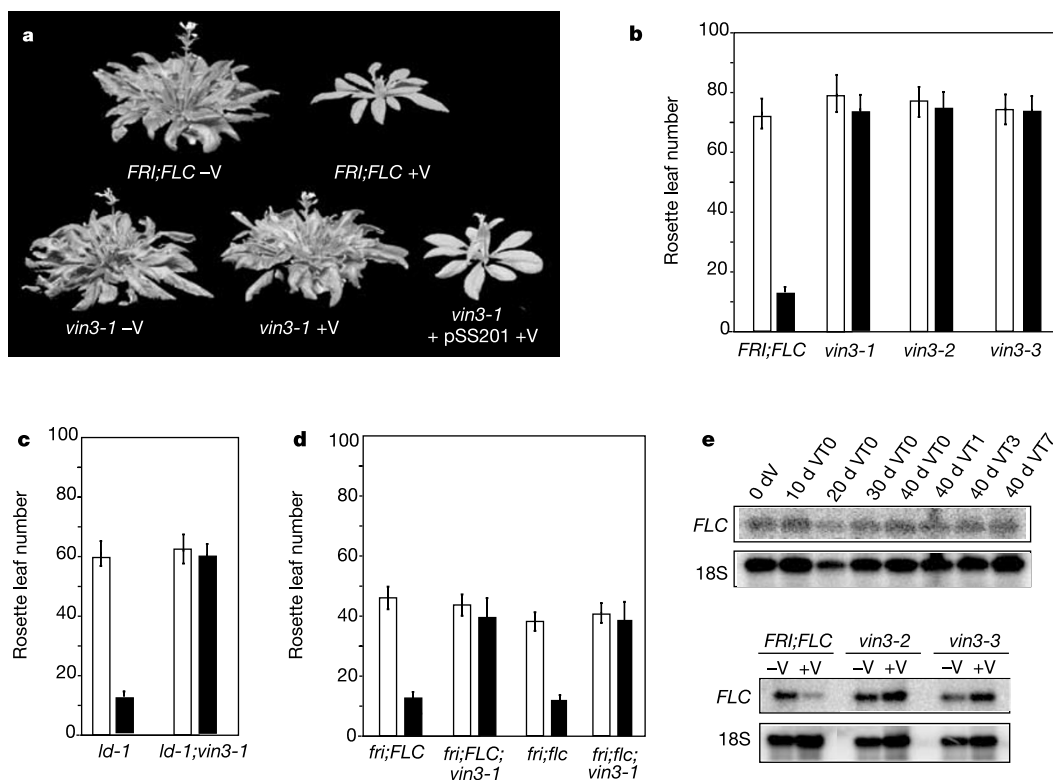 a
FRI;FLC –V
FRI;FLC +V
vin3-1 –V
vin3-1 +V
vin3-1
+ pSS201 +V
b
Rosette leaf number
100
80
60
40
20
0
FRI;FLC
vin3-1
vin3-2
vin3-3
c
Rosette leaf number
100
80
60
40
20
0
ld-1
ld-1;vin3-1
d
Rosette leaf number
100
80
60
40
20
0
fri;FLC
fri;FLC;
vin3-1
fri;flc
fri;flc;
vin3-1
e
0 dV
10 d VT0
20 d VT0
30 d VT0
40 d VT0
40 d VT1
40 d VT3
40 d VT7
FLC
18S
FRI;FLC
vin3-2
vin3-3
–V +V
–V +V
–V +V
FLC
18S